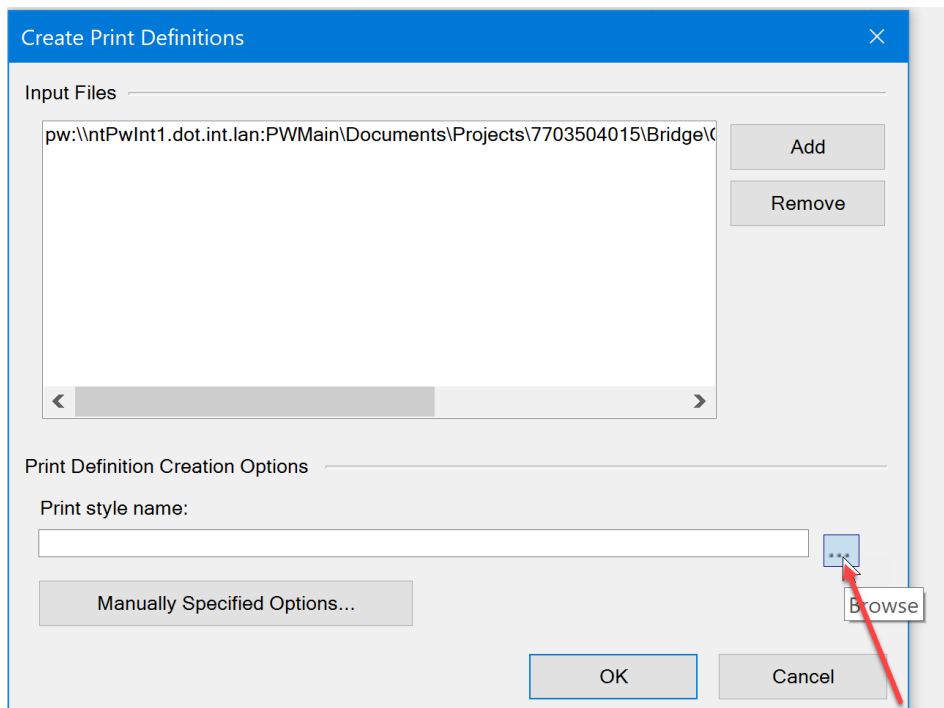 Create Print Definitions
Input Files
pw:\\ntPwInt1.dot.int.lan:PWMain\Documents\Projects\7703504015\Bridge\
Add
Remove
Print Definition Creation Options
Print style name:
...
Browse
Manually Specified Options...
OK
Cancel